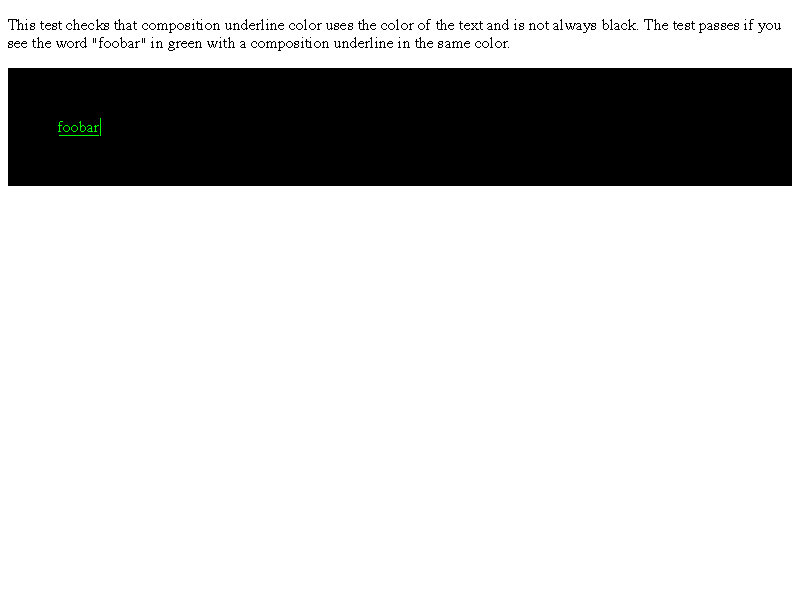 This test checks that composition underline color uses the color of the text and is not always black. The test passes if you
see the word "foobar" in green with a composition underline in the same color.
foobar